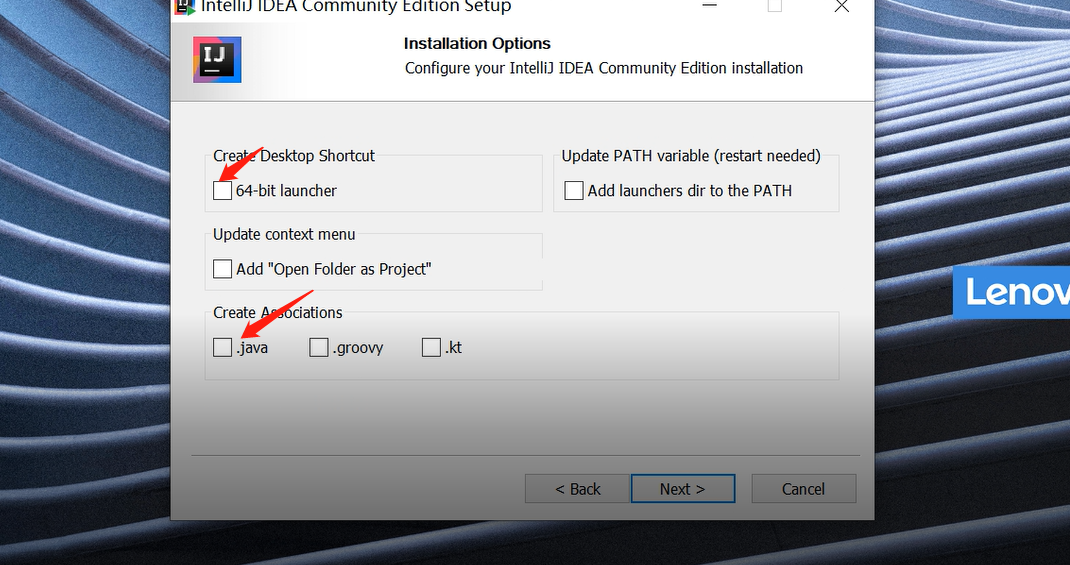 IntelliJ IDEA Community Edition Setup
IJ
Installation Options
Configure your IntelliJ IDEA Community Edition installation
Create Desktop Shortcut
Update PATH variable (restart needed)
64-bit launcher
Add launchers dir to the PATH
Update context menu
Add "Open Folder as Project"
Create Associations
.java
.groovy
.kt
< Back
Next >
Cancel